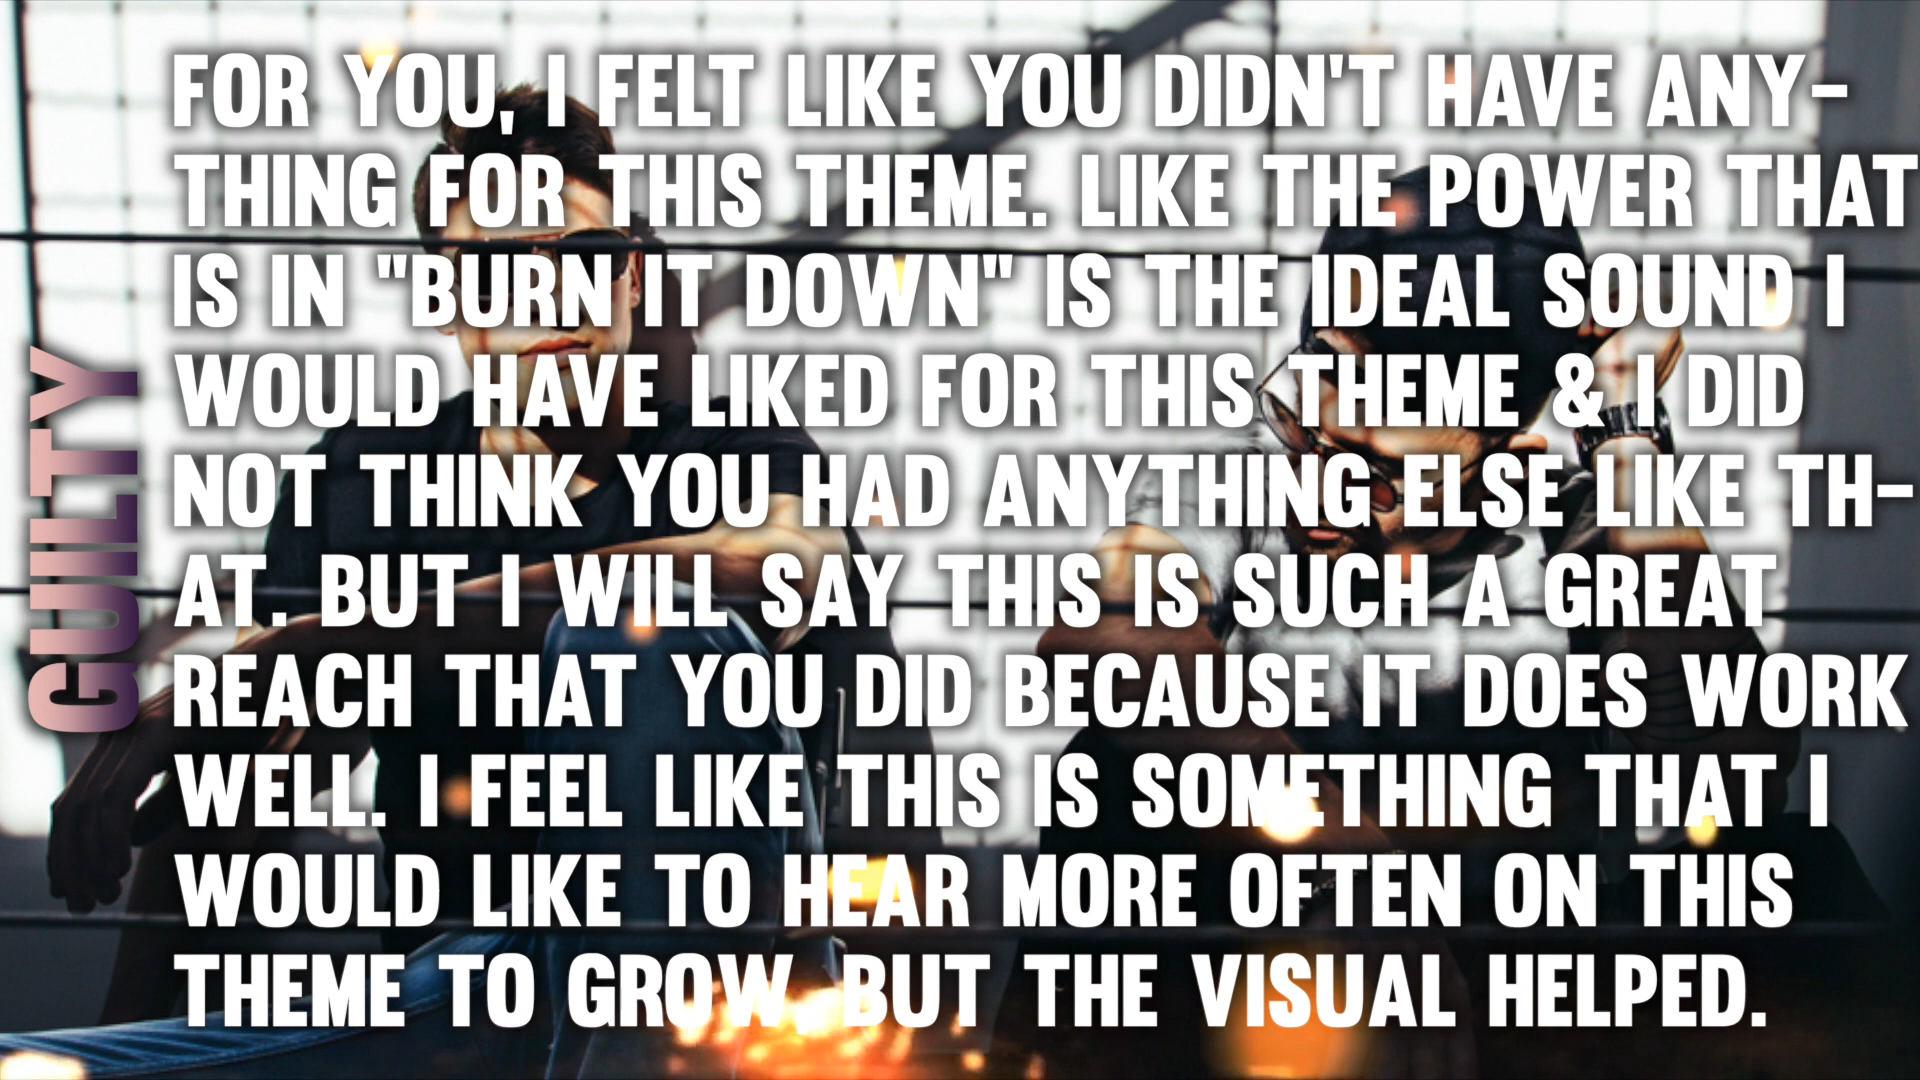 GUILTY
FOR YOU, I FELT LIKE YOU DIDN'T HAVE ANY-
THING FOR THIS THEME. LIKE THE POWER THAT
IS IN "BURN IT DOWN" IS THE IDEAL SOUND I
WOULD HAVE LIKED FOR THIS THEME & I DID
NOT THINK YOU HAD ANYTHING ELSE LIKE TH-
AT. BUT I WILL SAY THIS IS SUCH A GREAT
REACH THAT YOU DID BECAUSE IT DOES WORK
WELL. I FEEL LIKE THIS IS SOMETHING THAT I
WOULD LIKE TO HEAR MORE OFTEN ON THIS
THEME TO GROW, BUT THE VISUAL HELPED.